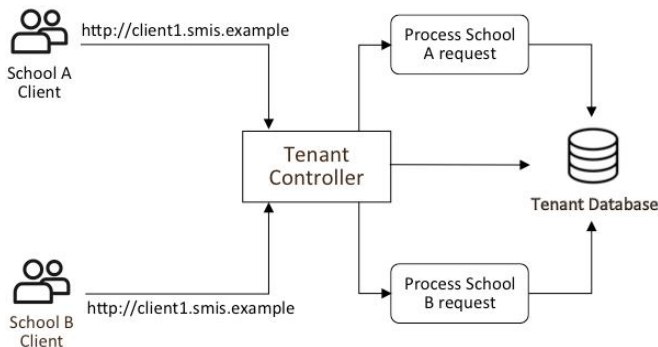 http://client1.smis.example
School A
Client
Process School
A request
Tenant
Controller
Tenant Database
Process School
B request
http://client1.smis.example
School B
Client